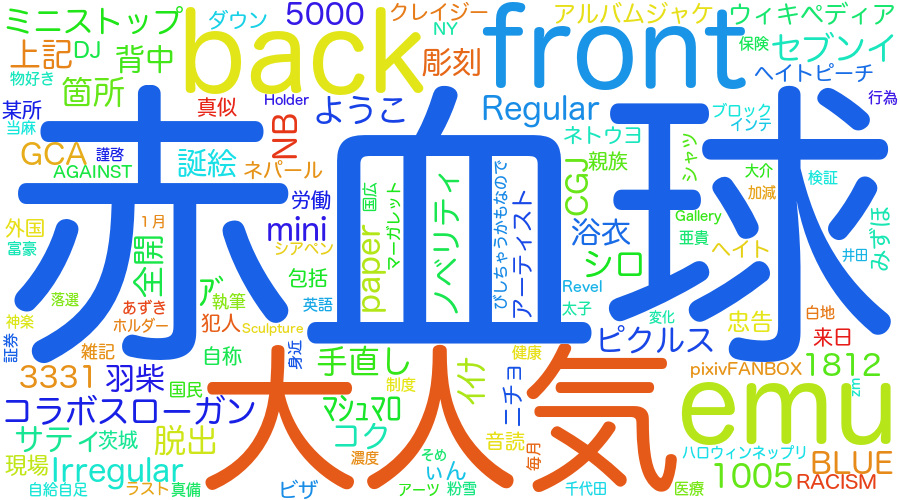 ミニストップ
ダウン
5000
クレイジー
NY
アルバムジャケ
ウィキペディア
上記
DJ
背中
back
彫刻
front
保険
セブンイ
物好き
箇所
ヘイトピーチ
某所
真似
Holder
ようこ
Regular
ブロック
行為
当麻
インテ
GCA
謹啓
誕絵
NB
ネトウヨ
シャツ
AGAINST
ネパール
親族
大介
検証
赤血球
労働
paper
国広
マーガレット
ノベリティ
びしちゃうかもなので
アーティスト
CGJ
加減
外国
1月
mini
浴衣
Gallery
みずほ
富豪
全開
シアベン
亜貴
ヘイト
井田
包括
シロ
ｱﾞ
執筆
英語
Revel
落選
あずき
太子
変化
白地
神楽
ホルダー
犯人
Sculpture
ピクルス
忠告
来日
証券
雑記
自称
身近
手直し
健康
3331
羽柴
国民
大人気
制度
イイナ
ニチョ
pixivFANBOX
1812
zm
コラボスローガン
ﾏｼｭﾏﾛ
emu
サティ
茨城
脱出
コク
音読
ハロウィンネップリ
現場
Irregular
濃度
そめ
ぃん
毎月
1005
BLUE
RACISM
自給自足
ラスト
真備
ビザ
アーツ
粉雪
千代田
医療